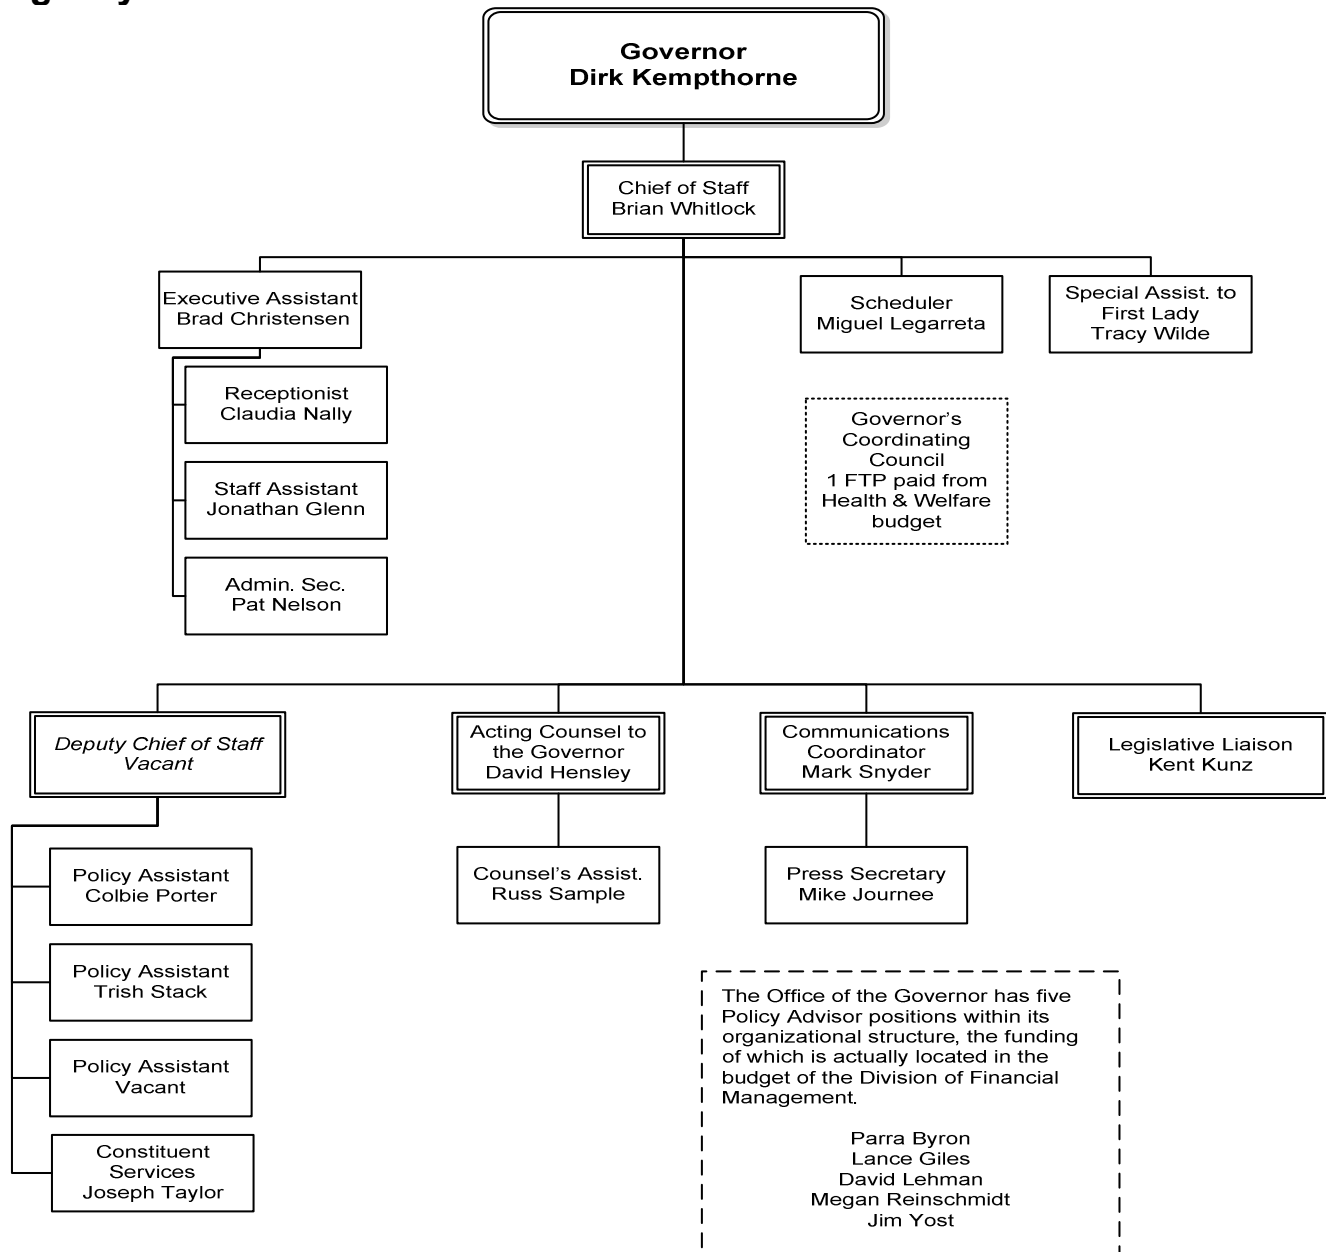 Governor
Dirk Kempthorne
Chief of Staff
Brian Whitlock
Executive Assistant
Brad Christensen
Scheduler
Miguel Legarreta
Special Assist. to
First Lady
Tracy Wilde
Receptionist
Claudia Nally
Staff Assistant
Jonathan Glenn
Admin. Sec.
Pat Nelson
Governor's
Coordinating
Council
1 FTP paid from
Health & Welfare
budget
Deputy Chief of Staff
Vacant
Acting Counsel to
the Governor
David Hensley
Communications
Coordinator
Mark Snyder
Legislative Liaison
Kent Kunz
Policy Assistant
Colbie Porter
Policy Assistant
Trish Stack
Policy Assistant
Vacant
Constituent
Services
Joseph Taylor
Counsel's Assist.
Russ Sample
Press Secretary
Mike Journee
The Office of the Governor has five
Policy Advisor positions within its
organizational structure, the funding
of which is actually located in the
budget of the Division of Financial
Management.
Parra Byron
Lance Giles
David Lehman
Megan Reinschmidt
Jim Yost